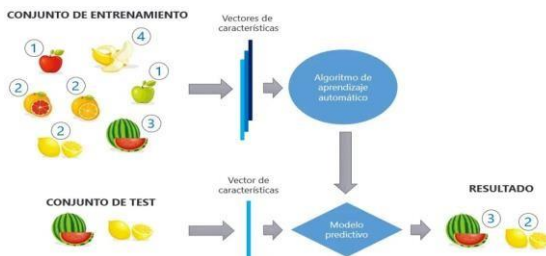 CONJUNTO DE ENTRENAMIENTO
Vectores de
características
1
4
1
2
2
2
3
Algoritmo de
aprendizaje
automático
CONJUNTO DE TEST
Vector de
características
Modelo
predictivo
RESULTADO
3
2